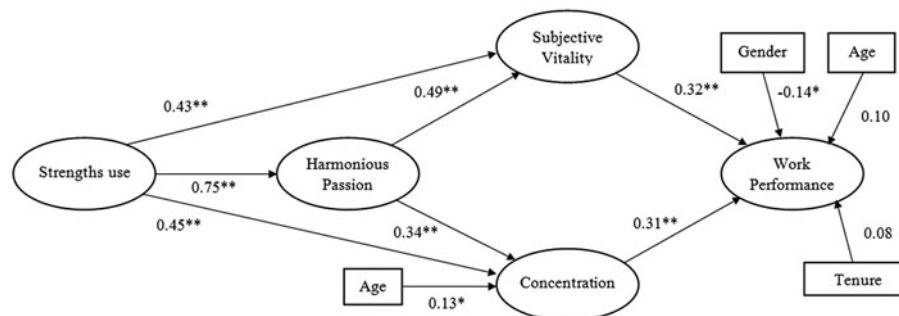 Subjective
Vitality
Gender
Age
0.43**
0.49**
0.32**
-0.14*
0.10
Strengths use
Harmonious
Passion
Work
Performance
0.75**
0.45**
0.34**
0.31**
0.08
Age
0.13*
Concentration
Tenure